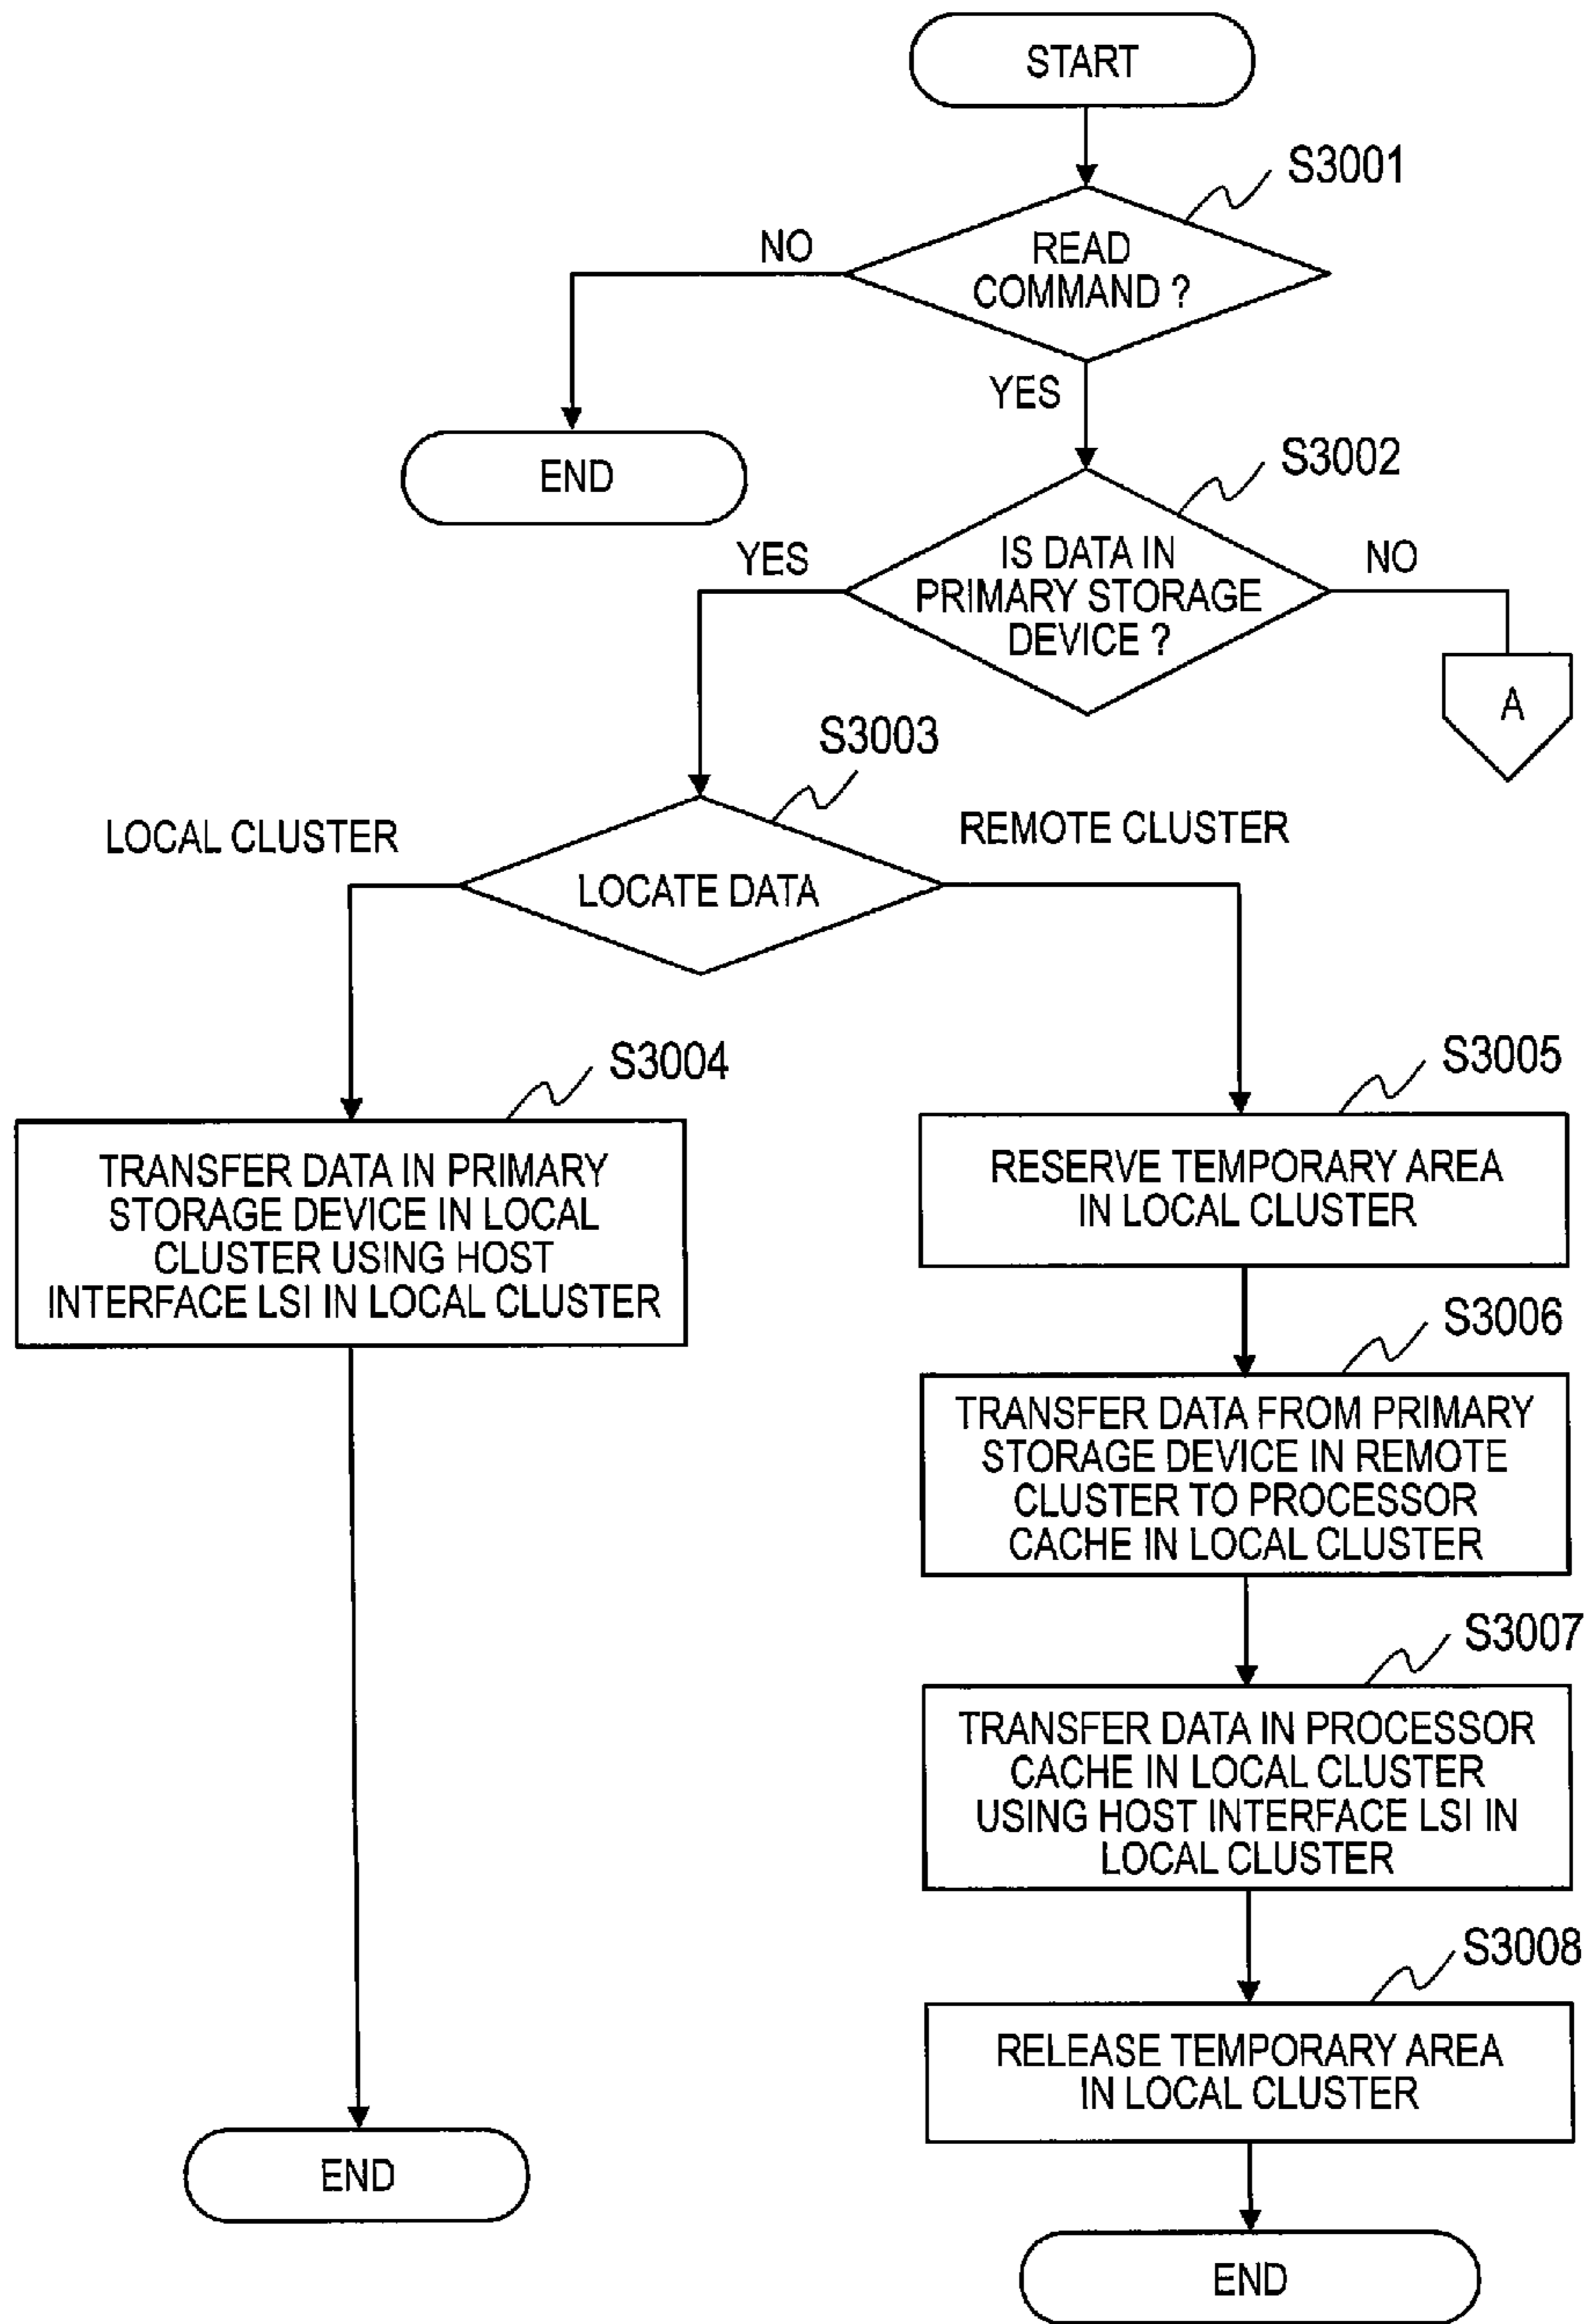 START
S3001
NO
READ
COMMAND ?
YES
END
S3002
YES
IS DATA IN
PRIMARY STORAGE
DEVICE ?
NO
A
S3003
LOCAL CLUSTER
REMOTE CLUSTER
LOCATE DATA
S3004
TRANSFER DATA IN PRIMARY
STORAGE DEVICE IN LOCAL
CLUSTER USING HOST
INTERFACE LSI IN LOCAL CLUSTER
S3005
RESERVE TEMPORARY AREA
IN LOCAL CLUSTER
S3006
TRANSFER DATA FROM PRIMARY
STORAGE DEVICE IN REMOTE
CLUSTER TO PROCESSOR
CACHE IN LOCAL CLUSTER
S3007
TRANSFER DATA IN PROCESSOR
CACHE IN LOCAL CLUSTER
USING HOST INTERFACE LSI IN
LOCAL CLUSTER
S3008
RELEASE TEMPORARY AREA
IN LOCAL CLUSTER
END
END